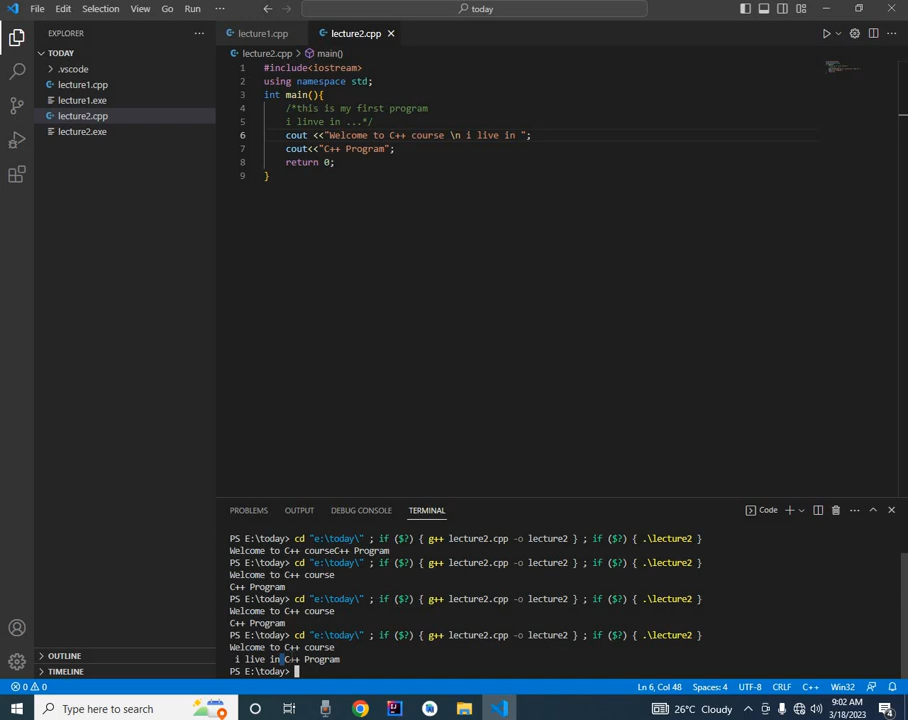 File Edit Selection View Go Run ··· today
EXPLORER ···
TODAY
.vscode
lecture1.cpp
lecture1.exe
lecture2.cpp
lecture2.exe
OUTLINE
TIMELINE
lecture1.cpp lecture2.cpp
lecture2.cpp > main()
1 #include<iostream>
2 using namespace std;
3 int main(){
4 /*this is my first program
5 i linve in ...*/
6 cout <<"Welcome to C++ course \n i live in ";
7 cout<<"C++ Program";
8 return 0;
9 }
PROBLEMS OUTPUT DEBUG CONSOLE TERMINAL Code
PS E:\today> cd "e:\today\" ; if ($?) { g++ lecture2.cpp -o lecture2 } ; if ($?) { .\lecture2 }
Welcome to C++ courseC++ Program
PS E:\today> cd "e:\today\" ; if ($?) { g++ lecture2.cpp -o lecture2 } ; if ($?) { .\lecture2 }
Welcome to C++ course
C++ Program
PS E:\today> cd "e:\today\" ; if ($?) { g++ lecture2.cpp -o lecture2 } ; if ($?) { .\lecture2 }
Welcome to C++ course
C++ Program
PS E:\today> cd "e:\today\" ; if ($?) { g++ lecture2.cpp -o lecture2 } ; if ($?) { .\lecture2 }
Welcome to C++ course
i live in C++ Program
PS E:\today>
0 0 Ln 6, Col 48 Spaces: 4 UTF-8 CRLF C++ Win32
Type here to search 26°C Cloudy 9:02 AM
3/18/2023 4